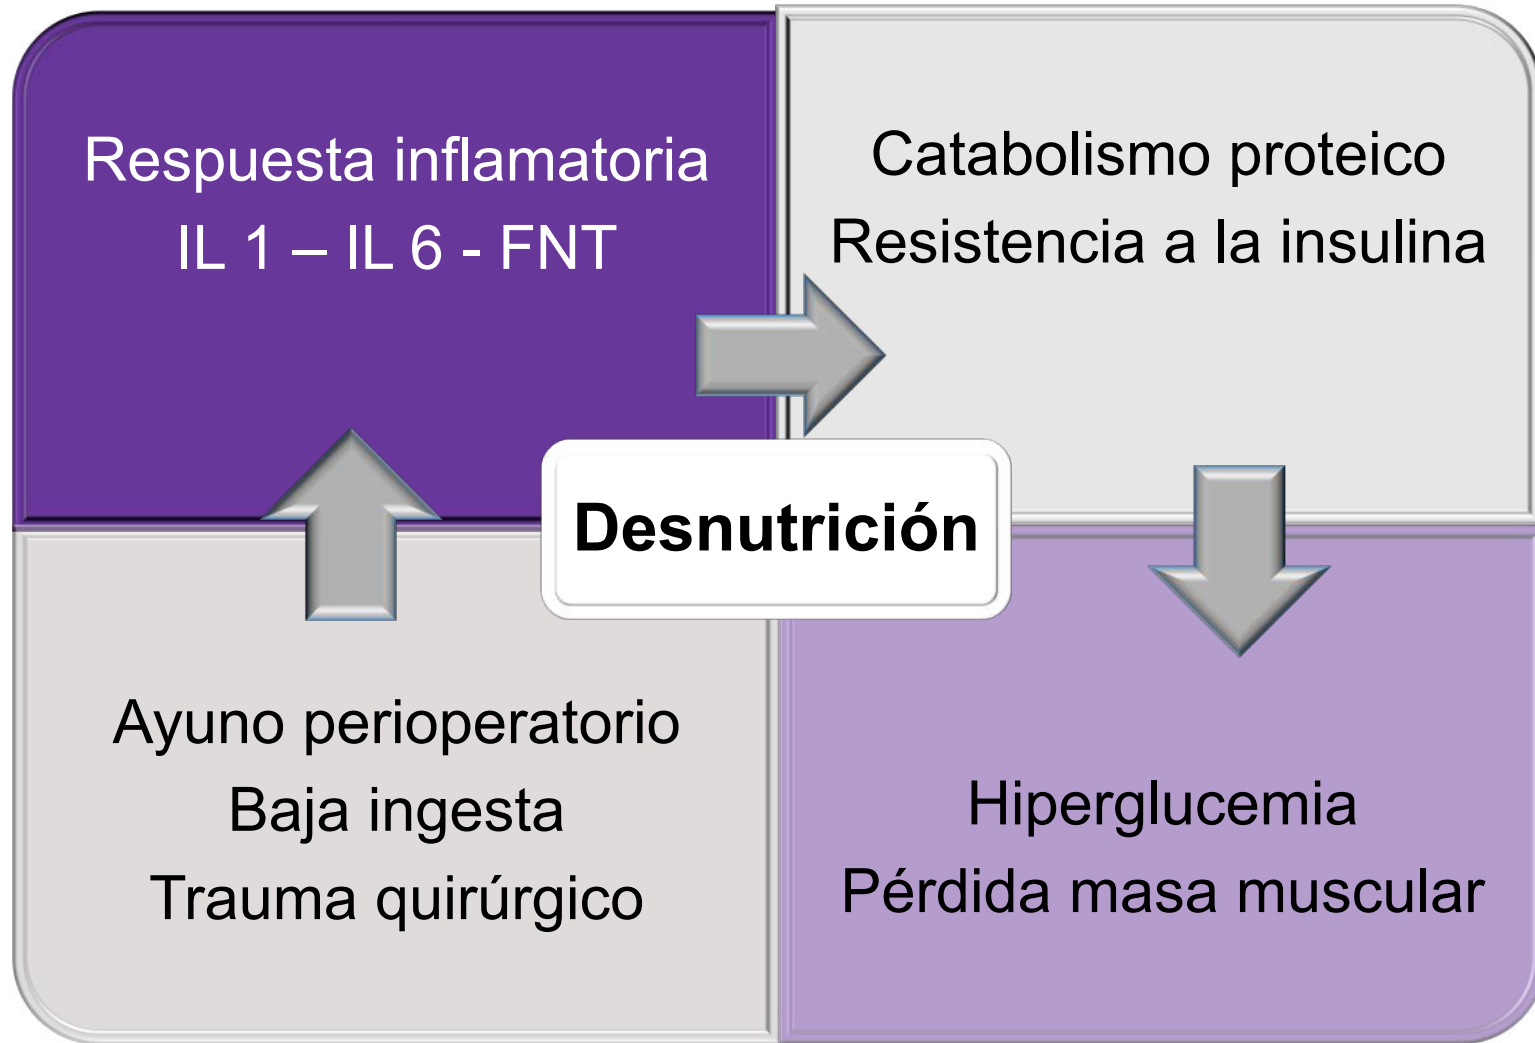 Respuesta inflamatoria
IL 1 – IL 6 - FNT
Catabolismo proteico
Resistencia a la insulina
Desnutrición
Ayuno perioperatorio
Baja ingesta
Trauma quirúrgico
Hiperglucemia
Pérdida masa muscular